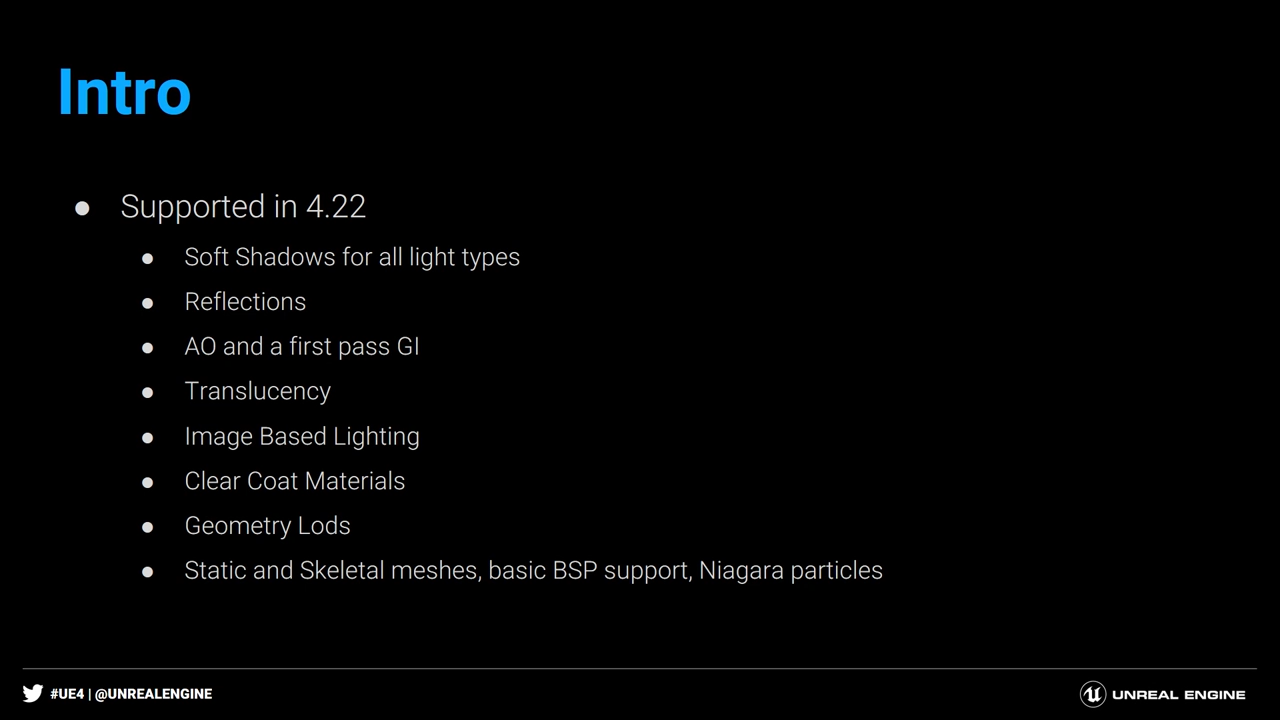 Intro
● Supported in 4.22
● Soft Shadows for all light types
● Reflections
● AO and a first pass GI
● Translucency
● Image Based Lighting
● Clear Coat Materials
● Geometry Lods
● Static and Skeletal meshes, basic BSP support, Niagara particles
#UE4 | @UNREALENGINE
UNREAL ENGINE